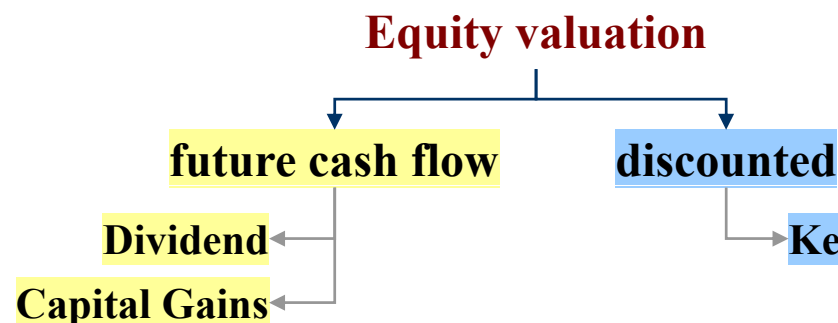 Equity valuation
future cash flow discounted
Dividend Ke
Capital Gains